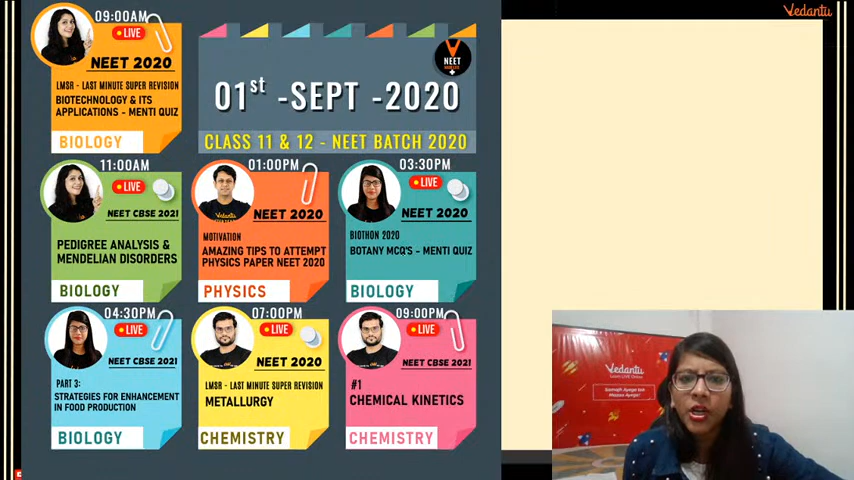 Vedantu
09:00AM
LIVE
NEET 2020
LMSR - LAST MINUTE SUPER REVISION
BIOTECHNOLOGY & ITS
APPLICATIONS - MENTI QUIZ
BIOLOGY
NEET
01st -SEPT -2020
CLASS 11 & 12 - NEET BATCH 2020
11:00AM
LIVE
NEET CBSE 2021
PEDIGREE ANALYSIS &
MENDELIAN DISORDERS
BIOLOGY
01:00PM
Vedantu
NEET 2020
MOTIVATION
AMAZING TIPS TO ATTEMPT
PHYSICS PAPER NEET 2020
PHYSICS
03:30PM
LIVE
NEET 2020
BIOTHON 2020
BOTANY MCQ'S - MENTI QUIZ
BIOLOGY
04:30PM
LIVE
NEET CBSE 2021
PART 3:
STRATEGIES FOR ENHANCEMENT
IN FOOD PRODUCTION
BIOLOGY
07:00PM
LIVE
NEET 2020
LMSR - LAST MINUTE SUPER REVISION
METALLURGY
CHEMISTRY
09:00PM
LIVE
NEET CBSE 2021
#1
CHEMICAL KINETICS
CHEMISTRY
Vedantu